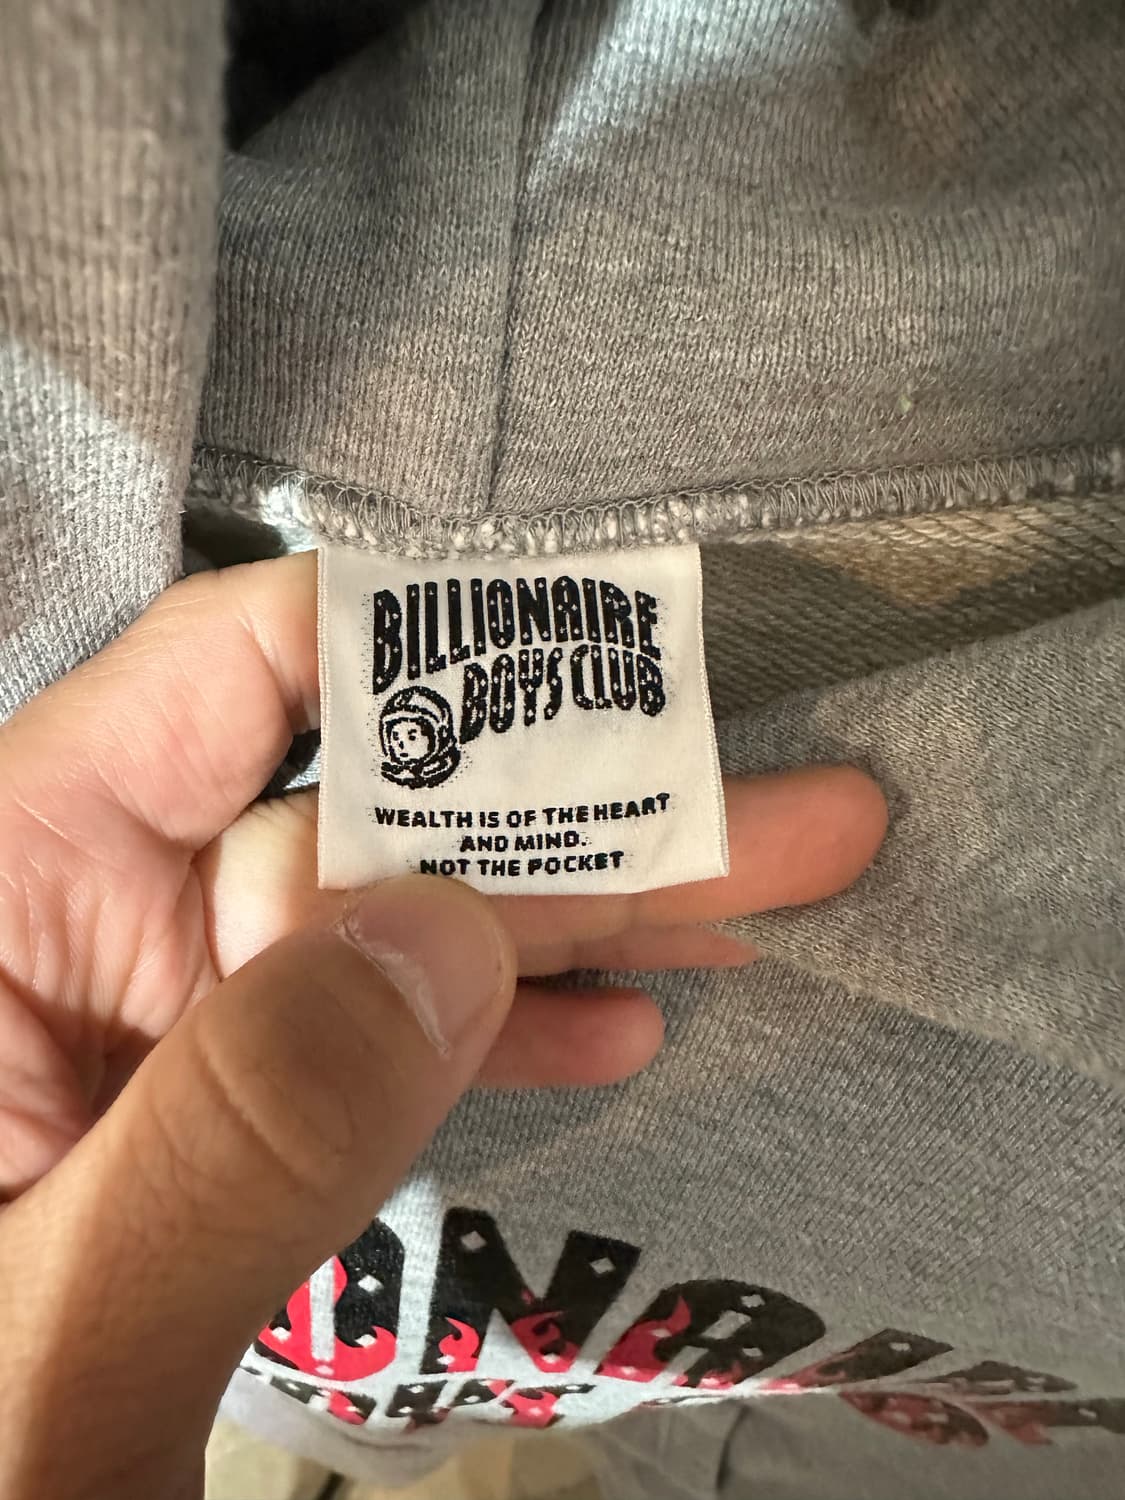 BILLIONAIRE
BOYS CLUB
WEALTH IS OF THE HEART
AND MIND.
NOT THE POCKET